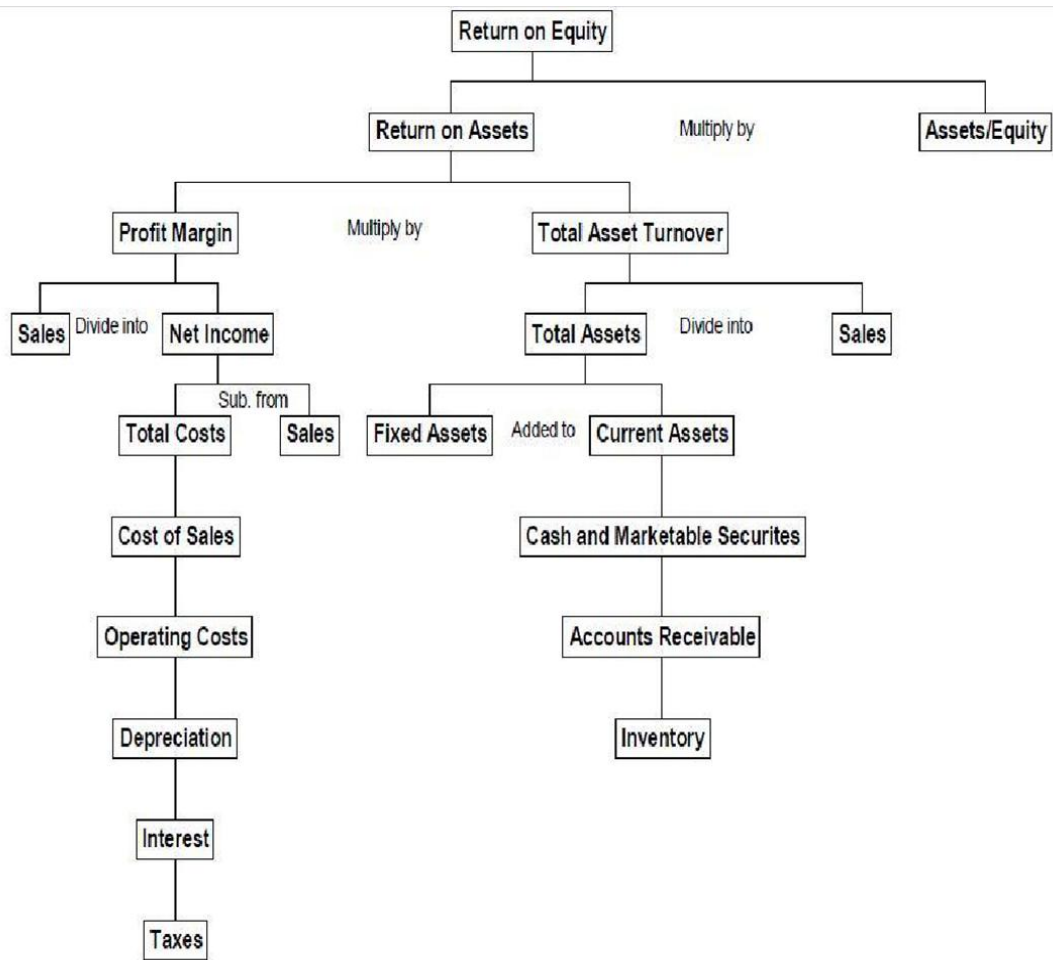 Return on Equity
Return on Assets
Multiply by
Assets/Equity
Profit Margin
Multiply by
Total Asset Turnover
Sales
Divide into
Net Income
Total Assets
Divide into
Sales
Sub. from
Total Costs
Sales
Fixed Assets
Added to
Current Assets
Cost of Sales
Cash and Marketable Securites
Operating Costs
Accounts Receivable
Depreciation
Inventory
Interest
Taxes